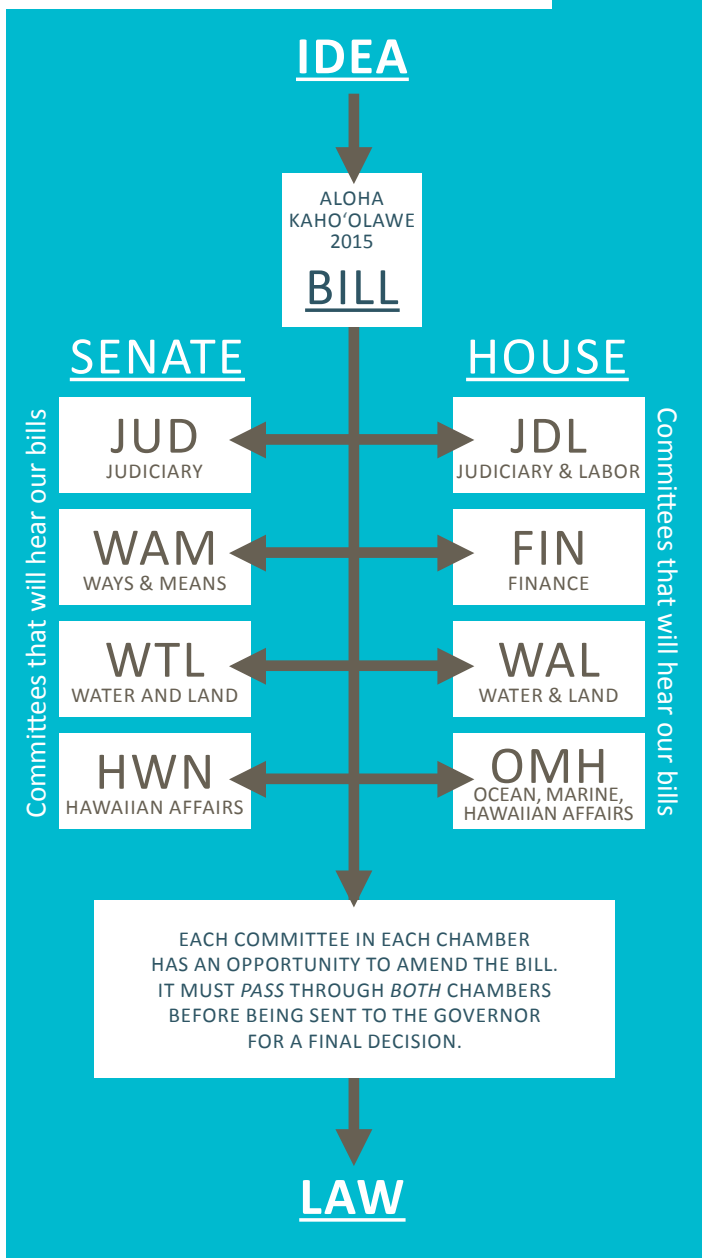 IDEA
ALOHA
KAHO‘OLAWE
2015
BILL
SENATE
Committees that will hear our bills
JUD
JUDICIARY
WAM
WAYS & MEANS
WTL
WATER AND LAND
HWN
HAWAIIAN AFFAIRS
HOUSE
JDL
JUDICIARY & LABOR
FIN
FINANCE
WAL
WATER & LAND
OMH
OCEAN, MARINE,
HAWAIIAN AFFAIRS
Committees that will hear our bills
EACH COMMITTEE IN EACH CHAMBER
HAS AN OPPORTUNITY TO AMEND THE BILL.
IT MUST PASS THROUGH BOTH CHAMBERS
BEFORE BEING SENT TO THE GOVERNOR
FOR A FINAL DECISION.
LAW